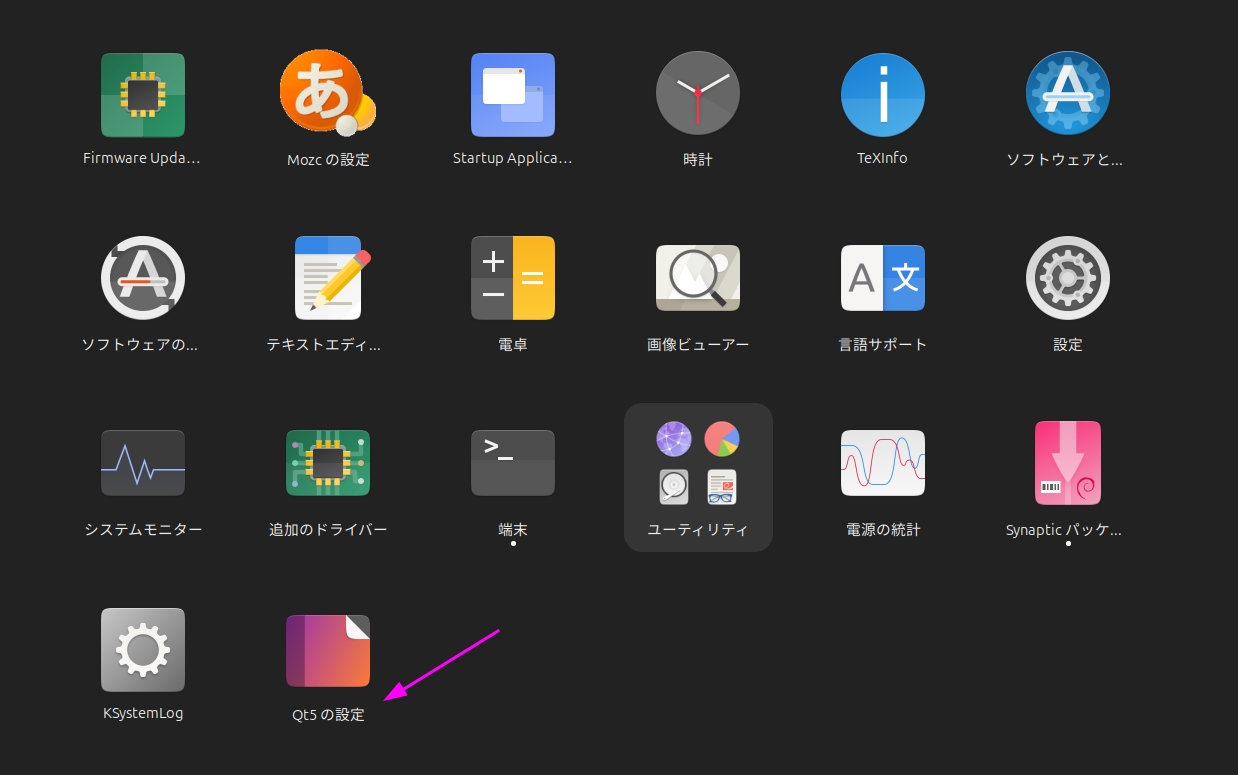 Firmware Upda...
Mozc の設定
Startup Applica...
時計
TeXInfo
ソフトウェアと...
ソフトウェアの...
テキストエディ...
電卓
画像ビューアー
言語サポート
設定
システムモニター
追加のドライバー
端末
ユーティリティ
電源の統計
Synaptic パッケ...
KSystemLog
Qt5 の設定